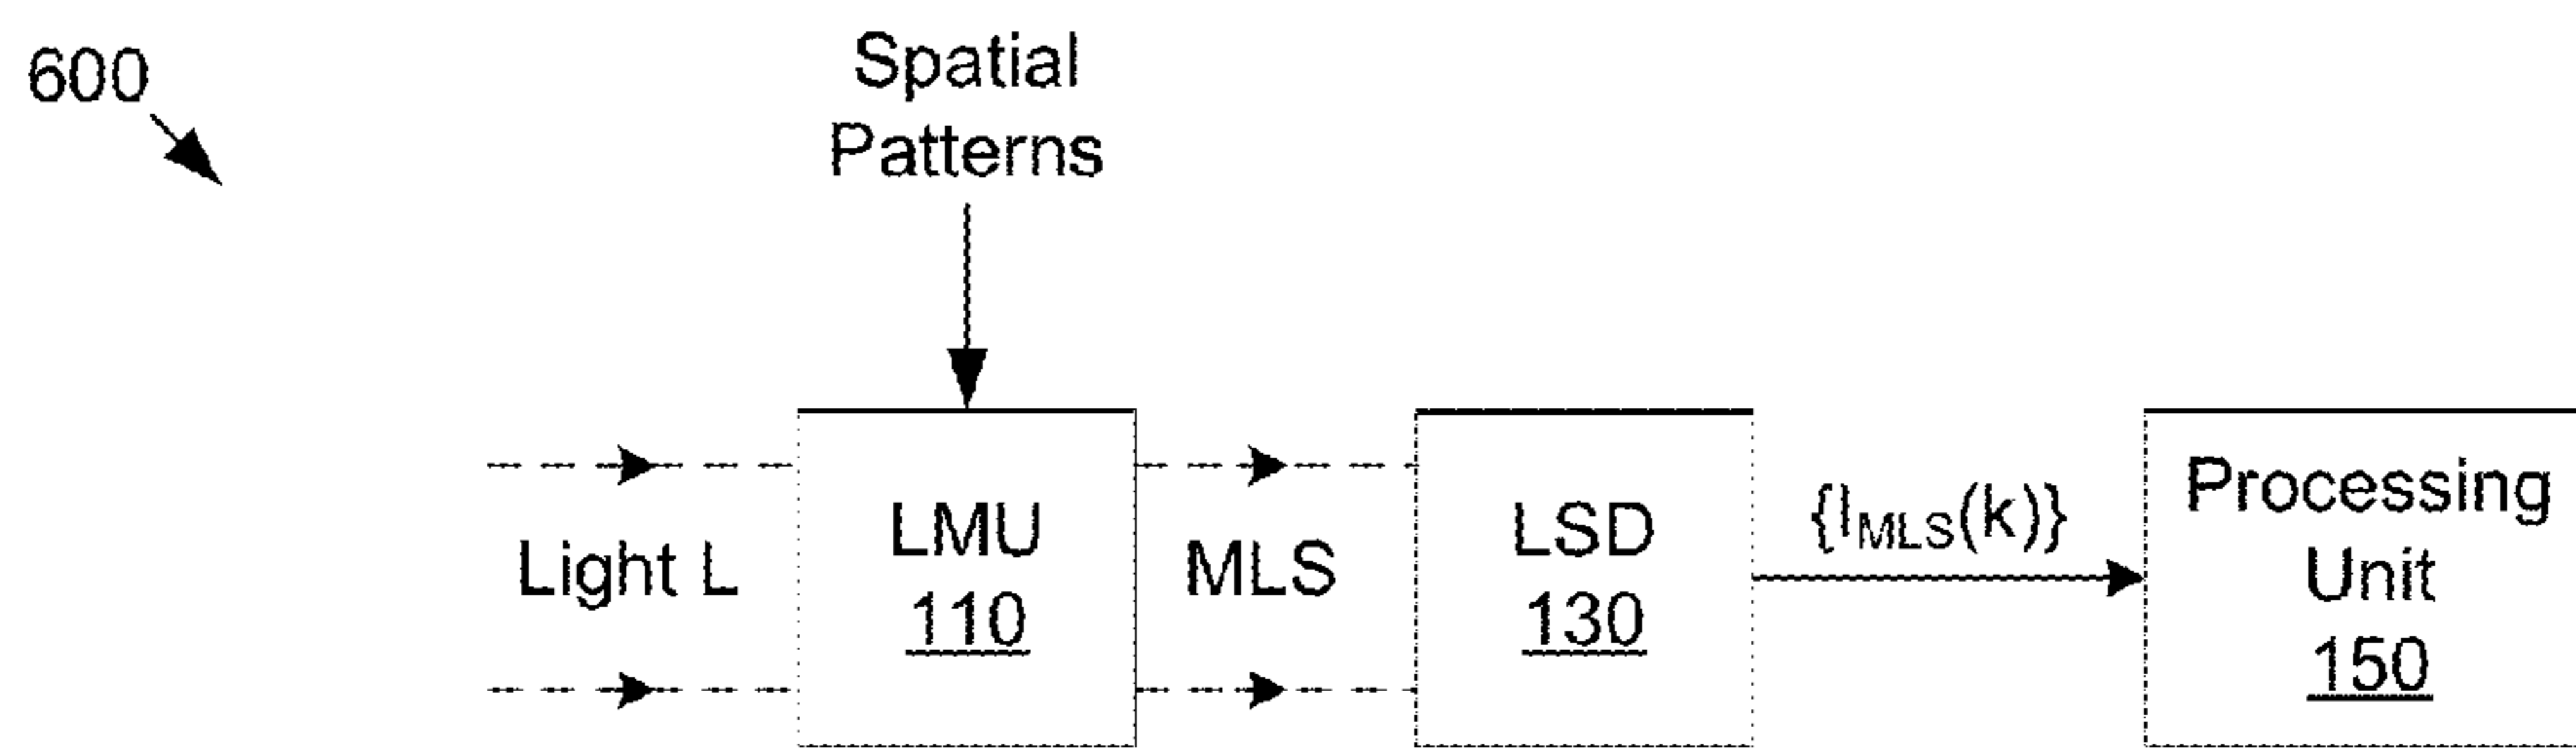 600
Spatial
Patterns
Light L
LMU
110
MLS
LSD
130
{I_MLS(k)}
Processing
Unit
150